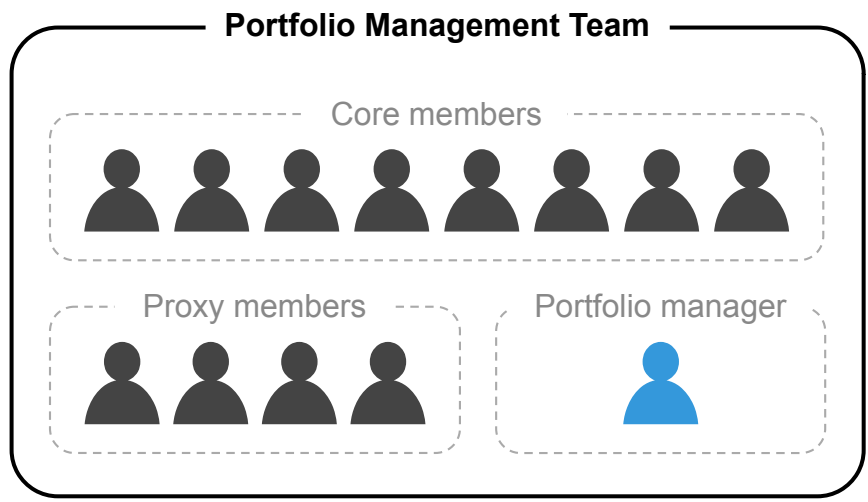 Portfolio Management Team
Core members
Proxy members
Portfolio manager